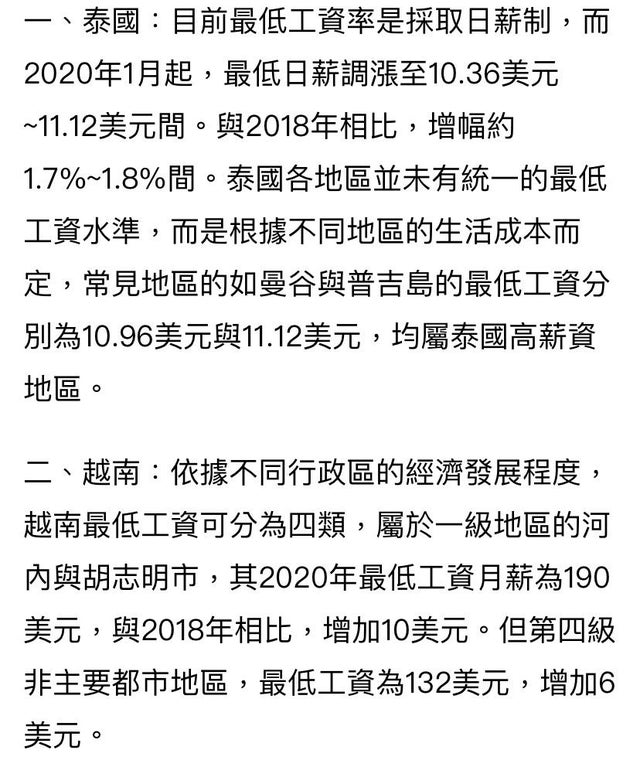 一、泰國：目前最低工資率是採取日薪制，而
2020年1月起，最低日薪調漲至10.36美元
~11.12美元間。與2018年相比，增幅約
1.7%~1.8%間。泰國各地區並未有統一的最低
工資水準，而是根據不同地區的生活成本而
定，常見地區的如曼谷與普吉島的最低工資分
別為10.96美元與11.12美元，均屬泰國高薪資
地區。
二、越南：依據不同行政區的經濟發展程度，
越南最低工資可分為四類，屬於一級地區的河
內與胡志明市，其2020年最低工資月薪為190
美元，與2018年相比，增加10美元。但第四級
非主要都市地區，最低工資為132美元，增加6
美元。